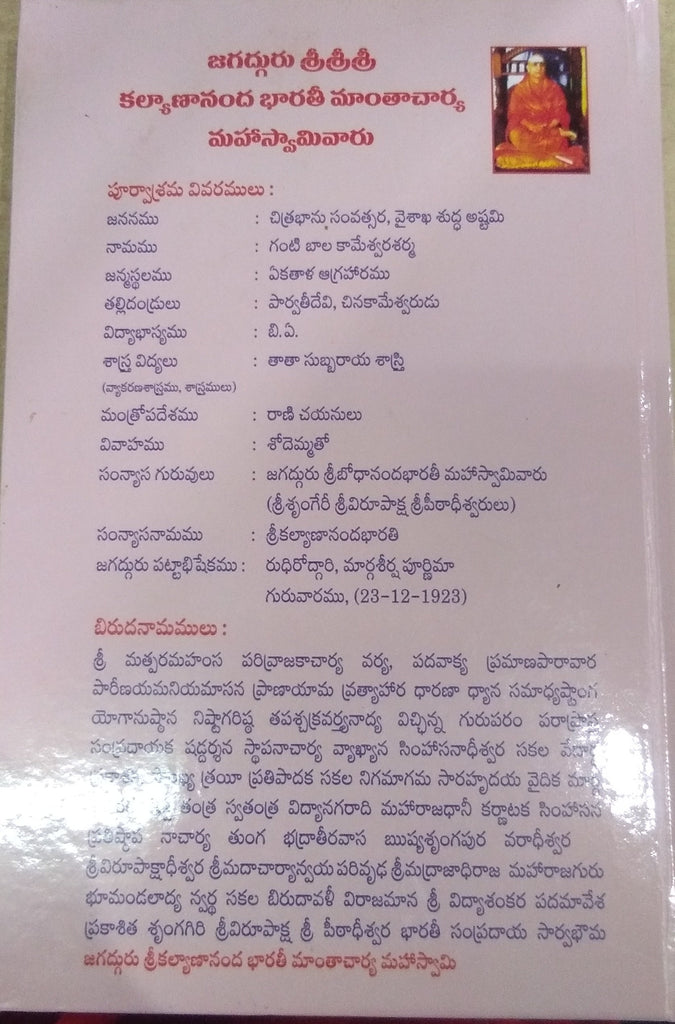 జగద్గురు శ్రీశ్రీశ్రీ
కల్యాణానంద భారతీ మాంతాచార్య
మహాస్వామివారు
పూర్వాశ్రమ వివరములు :
జననము : చిత్రభాను సంవత్సర, వైశాఖ శుద్ధ అష్టమి
నామము : గంటి బాల కామేశ్వరశర్మ
జన్మస్థలము : ఏకతాళ ఆగ్రహారము
తల్లిదండ్రులు : పార్వతీదేవి, చినకామేశ్వరుడు
విద్యాభాస్యము : బి.ఏ.
శాస్త్ర విద్యలు : తాతా సుబ్బరాయ శాస్త్రి
(వ్యాకరణశాస్త్రము, శాస్త్రములు)
మంత్రోపదేశము : రాణి చయనులు
వివాహము : శోదెమ్మతో
సంన్యాస గురువులు : జగద్గురు శ్రీబోధానందభారతీ మహాస్వామివారు
(శ్రీశృంగేరీ శ్రీవిరూపాక్ష శ్రీపీఠాధీశ్వరులు)
సంన్యాసనామము : శ్రీకల్యాణానందభారతి
జగద్గురు పట్టాభిషేకము : రుధిరోద్గారి, మార్గశీర్ష పూర్ణిమా
గురువారము, (23-12-1923)
బిరుదనామములు :
శ్రీ మత్పరమహంస పరివ్రాజకాచార్య వర్య, పదవాక్య ప్రమాణపారావార
పారీణయమనియమాసన ప్రాణాయామ ప్రత్యాహార ధారణా ధ్యాన సమాధ్యష్టాంగ
యోగానుష్ఠాన నిష్టాగరిష్ఠ తపశ్చక్రవర్త్యనాద్య విచ్ఛిన్న గురుపరం పరాప్రాప్త
సంప్రదాయక షడ్దర్శన స్థాపనాచార్య వ్యాఖ్యాన సింహాసనాధీశ్వర సకల
త్రయీ ప్రతిపాదక సకల నిగమాగమ సారహృదయ వైదిక
తంత్ర స్వతంత్ర విద్యానగరాది మహారాజధానీ కర్ణాటక సింహాసన
నాచార్య తుంగ భద్రాతీరవాస ఋష్యశృంగపుర వరాధీశ్వర
శ్రీవిరూపాక్షాధీశ్వర శ్రీమదాచార్యాన్వయ పరివృఢ శ్రీమద్రాజాధిరాజ మహారాజగురు
భూమండలాద్య న్వర్థ సకల బిరుదావళీ విరాజమాన శ్రీ విద్యాశంకర పదమావేశ
ప్రకాశిత శృంగగిరి శ్రీవిరూపాక్ష శ్రీ పీఠాధీశ్వర భారతీ సంప్రదాయ సార్వభౌమ
జగద్గురు శ్రీకల్యాణానంద భారతీ మాంతాచార్య మహాస్వామి